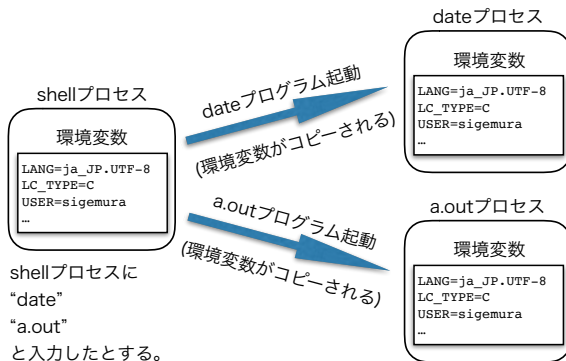 shellプロセス
環境変数
LANG=ja_JP.UTF-8
LC_TYPE=C
USER=sigemura
…
shellプロセスに
“date”
“a.out”
と入力したとする。
dateプログラム起動
(環境変数がコピーされる)
a.outプログラム起動
(環境変数がコピーされる)
dateプロセス
環境変数
LANG=ja_JP.UTF-8
LC_TYPE=C
USER=sigemura
…
a.outプロセス
環境変数
LANG=ja_JP.UTF-8
LC_TYPE=C
USER=sigemura
…